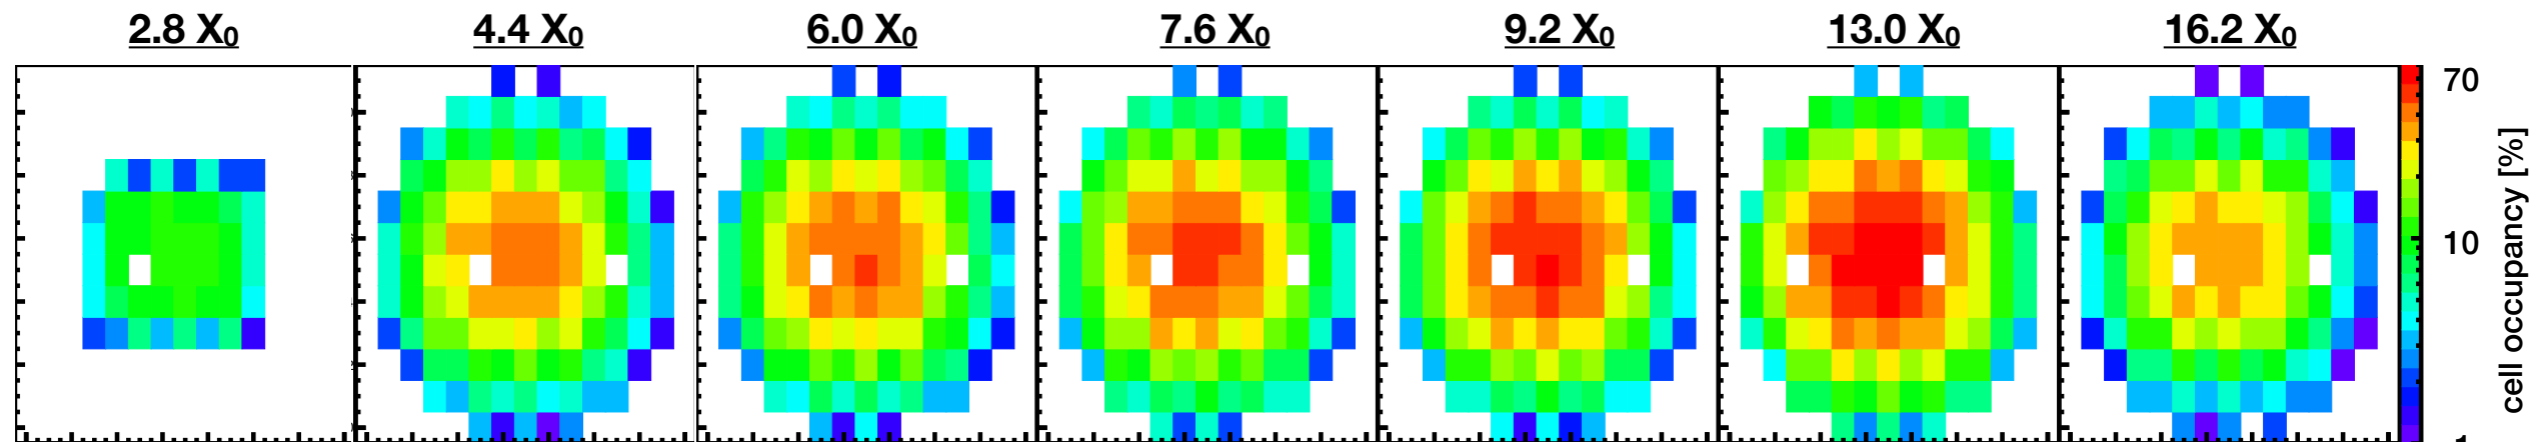 2.8 X₀ 4.4 X₀ 6.0 X₀ 7.6 X₀ 9.2 X₀ 13.0 X₀ 16.2 X₀
70
10
1
cell occupancy [%]